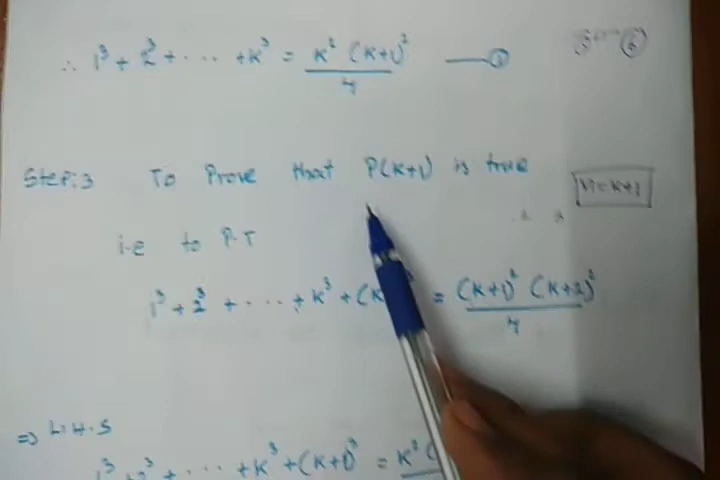 ∴ 1³ + 2³ + ···· + K³ = K² (K+1)² / 4 —— ①
Step:3 To Prove that P(K+1) is true
n=K+1
i.e to P.T
1³ + 2³ + ···· + K³ + (K = (K+1)² (K+2)² / 4
⇒ L.H.S
1³ + 2³ + ···· + K³ + (K+1)³ = K² (